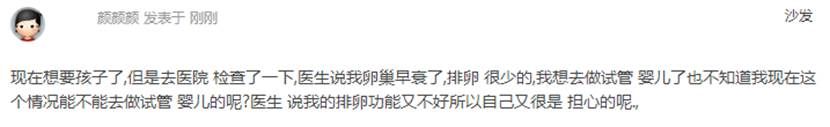 颜颜颜 发表于 刚刚 沙发
现在想要孩子了,但是去医院 检查了一下,医生说我卵巢早衰了,排卵 很少的,我想去做试管 婴儿了也不知道我现在这
个情况能不能去做试管 婴儿的呢?医生 说我的排卵功能又不好所以自己又很是 担心的呢.,